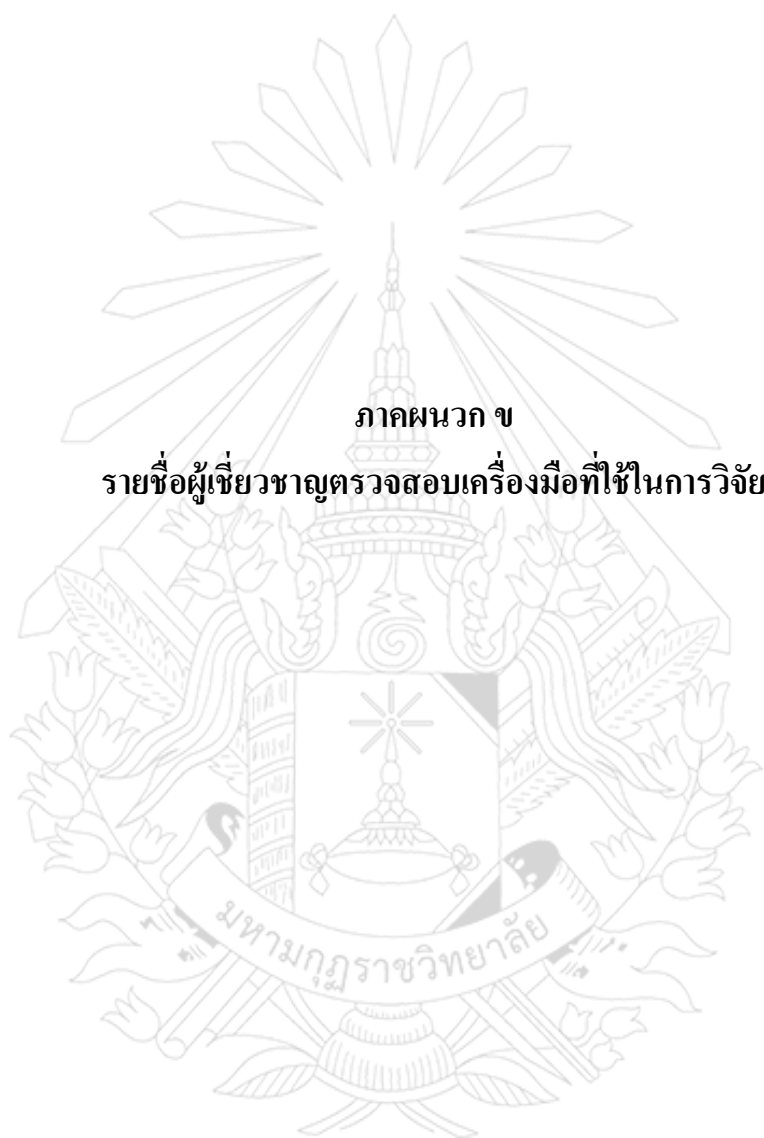 ภาคผนวก ข
รายชื่อผู้เชี่ยวชาญตรวจสอบเครื่องมือที่ใช้ในการวิจัย
มหามกุฏราชวิทยาลัย